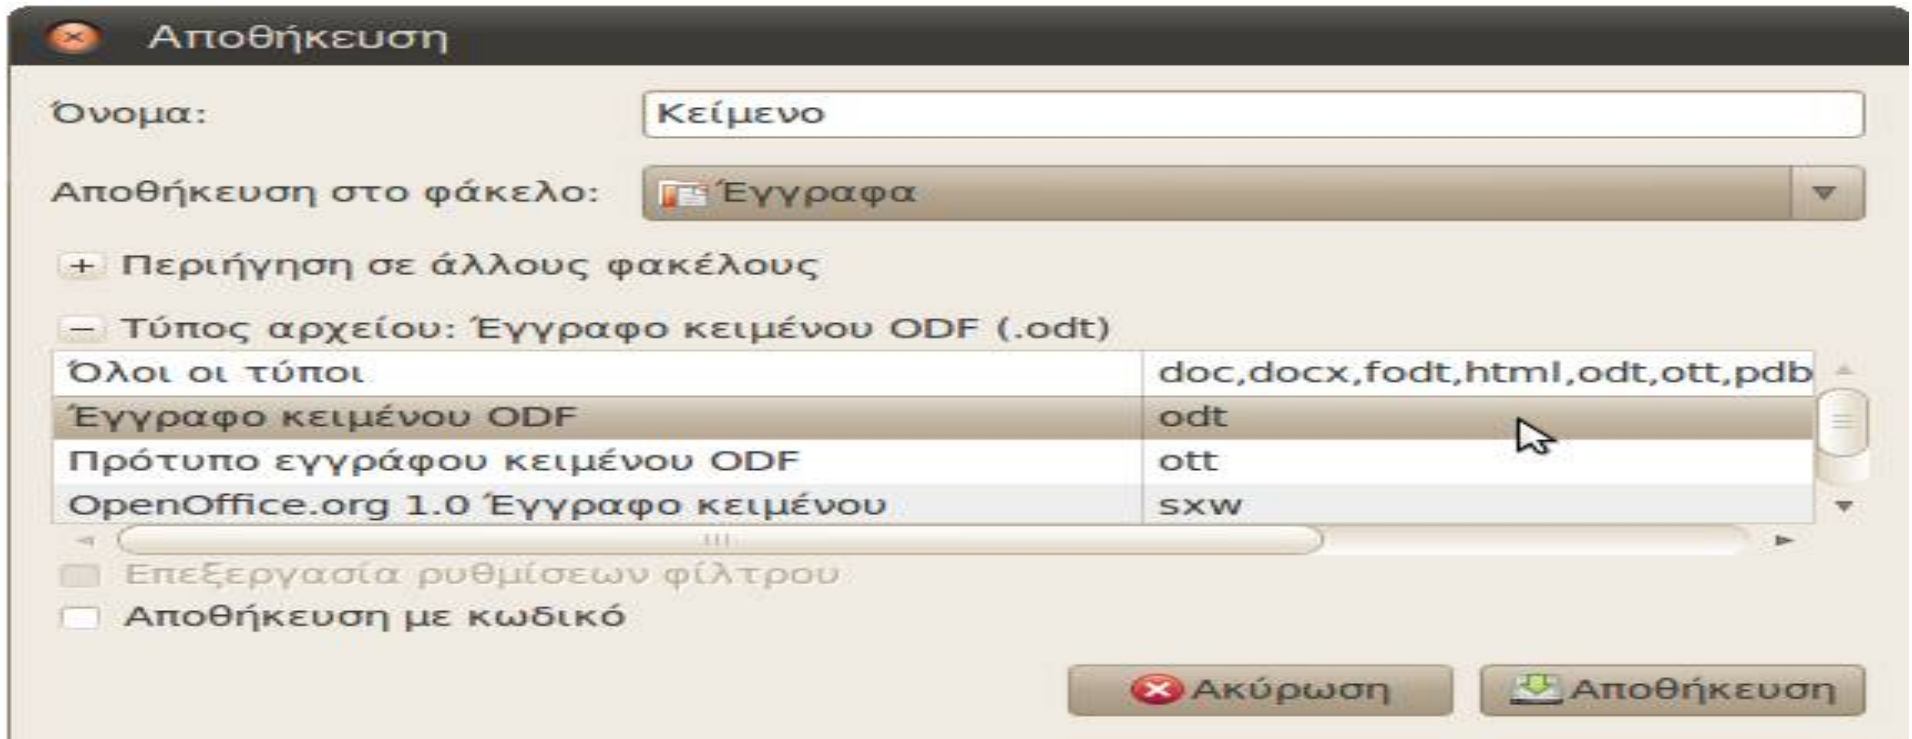 Αποθήκευση
Όνομα: Κείμενο
Αποθήκευση στο φάκελο: Έγγραφα
+ Περιήγηση σε άλλους φακέλους
− Τύπος αρχείου: Έγγραφο κειμένου ODF (.odt)
Όλοι οι τύποι doc,docx,fodt,html,odt,ott,pdb
Έγγραφο κειμένου ODF odt
Πρότυπο εγγράφου κειμένου ODF ott
OpenOffice.org 1.0 Έγγραφο κειμένου sxw
Επεξεργασία ρυθμίσεων φίλτρου
Αποθήκευση με κωδικό
Ακύρωση Αποθήκευση